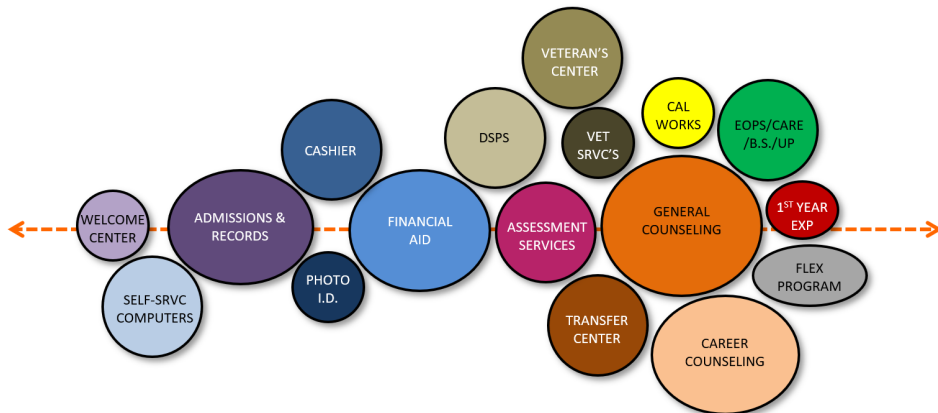 VETERAN'S
CENTER
CAL
WORKS
EOPS/CARE
/B.S./UP
DSPS
VET
SRVC'S
CASHIER
WELCOME
CENTER
ADMISSIONS &
RECORDS
FINANCIAL
AID
ASSESSMENT
SERVICES
GENERAL
COUNSELING
1ST YEAR
EXP
PHOTO
I.D.
FLEX
PROGRAM
SELF-SRVC
COMPUTERS
TRANSFER
CENTER
CAREER
COUNSELING